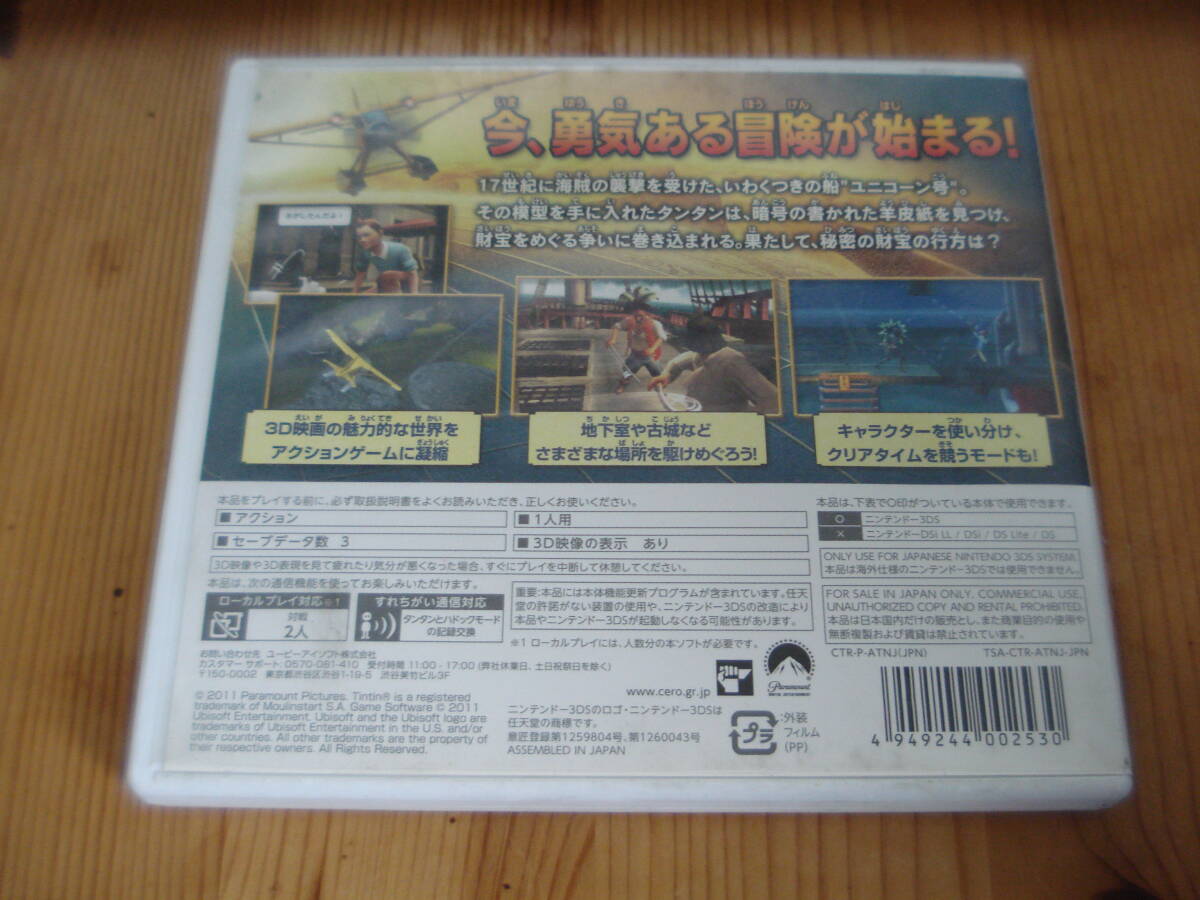 今、勇気ある冒険が始まる!
17世紀に海賊の襲撃を受けた、いわくつきの船"ユニコーン号"。
その模型を手に入れたタンタンは、暗号の書かれた羊皮紙を見つけ、
財宝をめぐる争いに巻き込まれる。果たして、秘密の財宝の行方は?
3D映画の魅力的な世界を
アクションゲームに凝縮
地下室や古城など
さまざまな場所を駆けめぐろう!
キャラクターを使い分け、
クリアタイムを競うモードも!
本品をプレイする前に、必ず取扱説明書をよくお読みいただき、正しくお使いください。
■ アクション
■ 1人用
■ セーブデータ数 3
■ 3D映像の表示 あり
3D映像や3D表現を見て疲れたり気分が悪くなった場合、すぐにプレイを中断して休憩してください。
本品は、次の通信機能を使ってお楽しみいただけます。
ローカルプレイ対応※1
対戦
2人
すれちがい通信対応
タンタンとハドックモード
の記録交換
重要:本品には本体機能更新プログラムが含まれています。任天
堂の許諾がない装置の使用や、ニンテンドー3DSの改造により
本品やニンテンドー3DSが起動しなくなる可能性があります。
※1 ローカルプレイには、人数分の本ソフトが必要です。
本品は、下表で○印がついている本体で使用できます。
○ ニンテンドー3DS
× ニンテンドーDSi LL / DSi / DS Lite / DS
ONLY USE FOR JAPANESE NINTENDO 3DS SYSTEM.
本品は海外仕様のニンテンドー3DSでは使用できません。
FOR SALE IN JAPAN ONLY. COMMERCIAL USE,
UNAUTHORIZED COPY AND RENTAL PROHIBITED.
本品は日本国内だけの販売とし、また商業目的の使用や
無断複製および賃貸は禁止されています。
CTR-P-ATNJ(JPN)
TSA-CTR-ATNJ-JPN
お問い合わせ先 ユービーアイソフト株式会社
カスタマー サポート: 0570-081-410 受付時間 11:00 - 17:00 (弊社休業日、土日祝祭日を除く)
〒150-0002 東京都渋谷区渋谷1-19-5 渋谷美竹ビル3F
© 2011 Paramount Pictures. Tintin® is a registered
trademark of Moulinsart S.A. Game Software © 2011
Ubisoft Entertainment. Ubisoft and the Ubisoft logo are
trademarks of Ubisoft Entertainment in the U.S. and/or
other countries. All other trademarks are the property of
their respective owners. All Rights Reserved.
www.cero.gr.jp
Paramount
ニンテンドー3DSのロゴ・ニンテンドー3DSは
任天堂の商標です。
意匠登録第1259804号、第1260043号
ASSEMBLED IN JAPAN
プラ
:外装
フィルム
(PP)
4 949244 002530